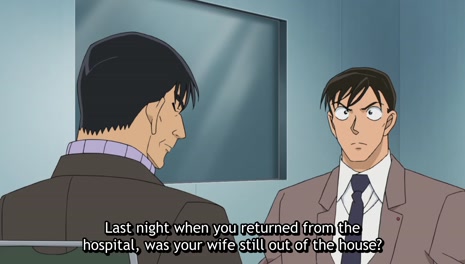 Last night when you returned from the
hospital, was your wife still out of the house?